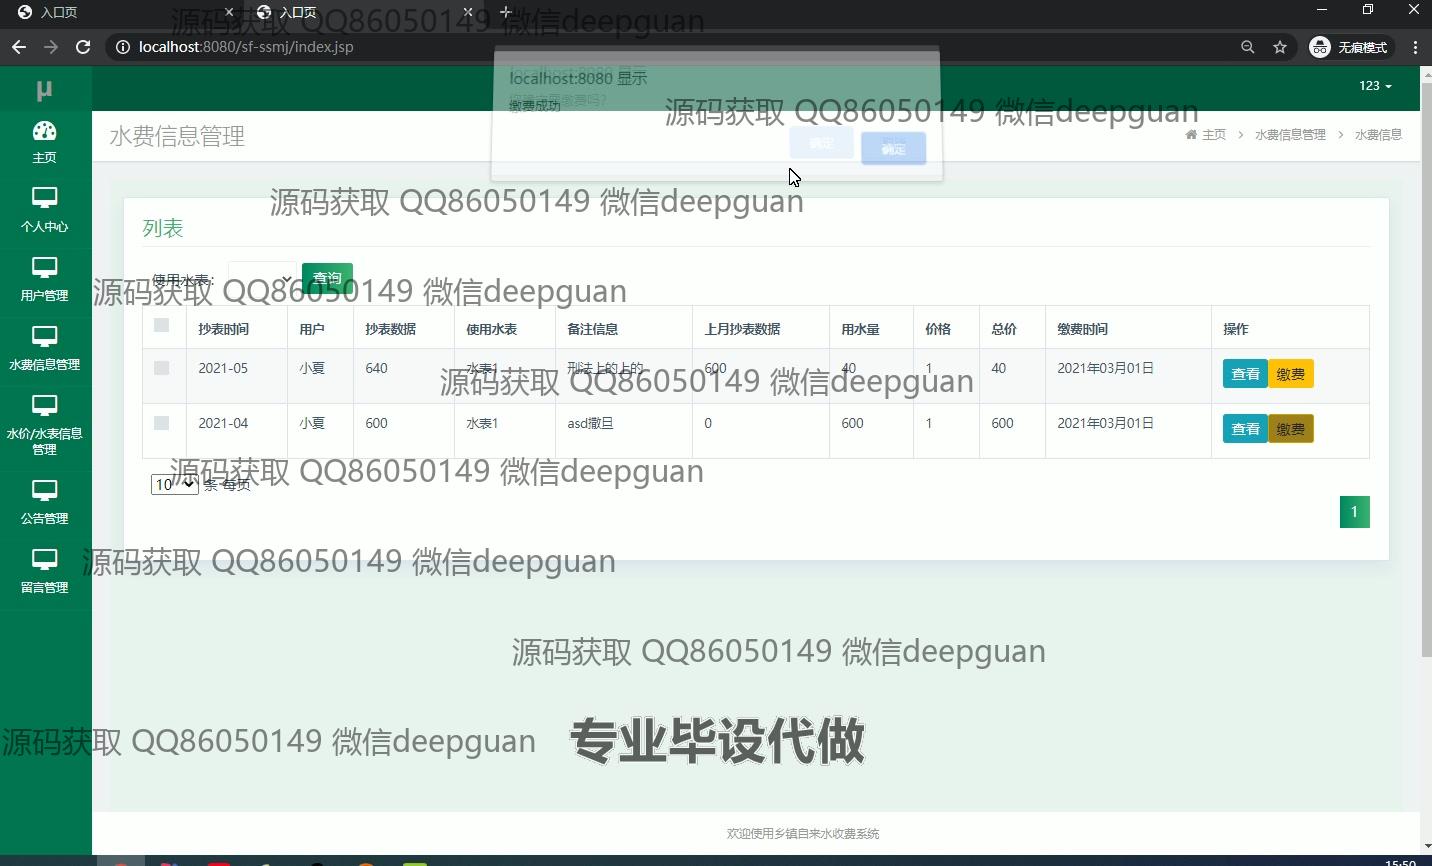 入口页
入口页
localhost:8080/sf-ssmj/index.jsp
无痕模式
源码获取 QQ86050149 微信deepguan
µ
localhost:8080 显示
缴费成功
确定
确定
123
源码获取 QQ86050149 微信deepguan
水费信息管理
主页 > 水费信息管理 > 水费信息
主页
个人中心
用户管理
水费信息管理
水价/水表信息
管理
公告管理
留言管理
源码获取 QQ86050149 微信deepguan
列表
使用水表：
查询
源码获取 QQ86050149 微信deepguan
抄表时间 用户 抄表数据 使用水表 备注信息 上月抄表数据 用水量 价格 总价 缴费时间 操作
2021-05 小夏 640 水表1 刑法上的上的 600 40 1 40 2021年03月01日 查看 缴费
源码获取 QQ86050149 微信deepguan
2021-04 小夏 600 水表1 asd撒旦 0 600 1 600 2021年03月01日 查看 缴费
源码获取 QQ86050149 微信deepguan
10 条 每页
1
源码获取 QQ86050149 微信deepguan
源码获取 QQ86050149 微信deepguan
源码获取 QQ86050149 微信deepguan
专业毕设代做
欢迎使用乡镇自来水收费系统
15:50